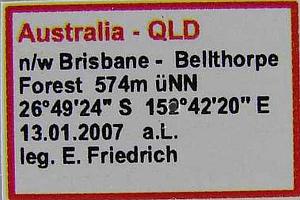 Australia - QLD
n/w Brisbane - Bellthorpe
Forest 574m üNN
26°49'24" S 152°42'20" E
13.01.2007 a.L.
leg. E. Friedrich